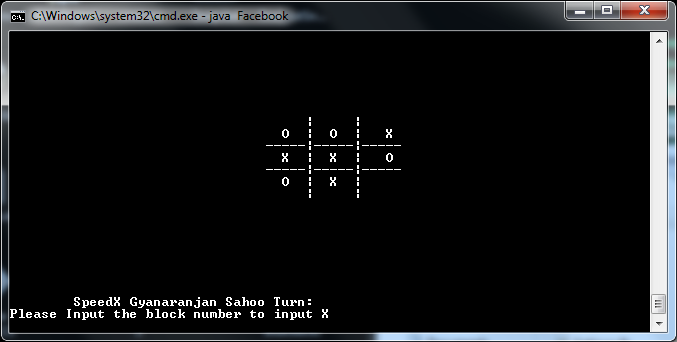 C:\Windows\system32\cmd.exe - java Facebook
O | O | X
-----|-----|-----
X | X | O
-----|-----|-----
O | X |
SpeedX Gyanaranjan Sahoo Turn:
Please Input the block number to input X